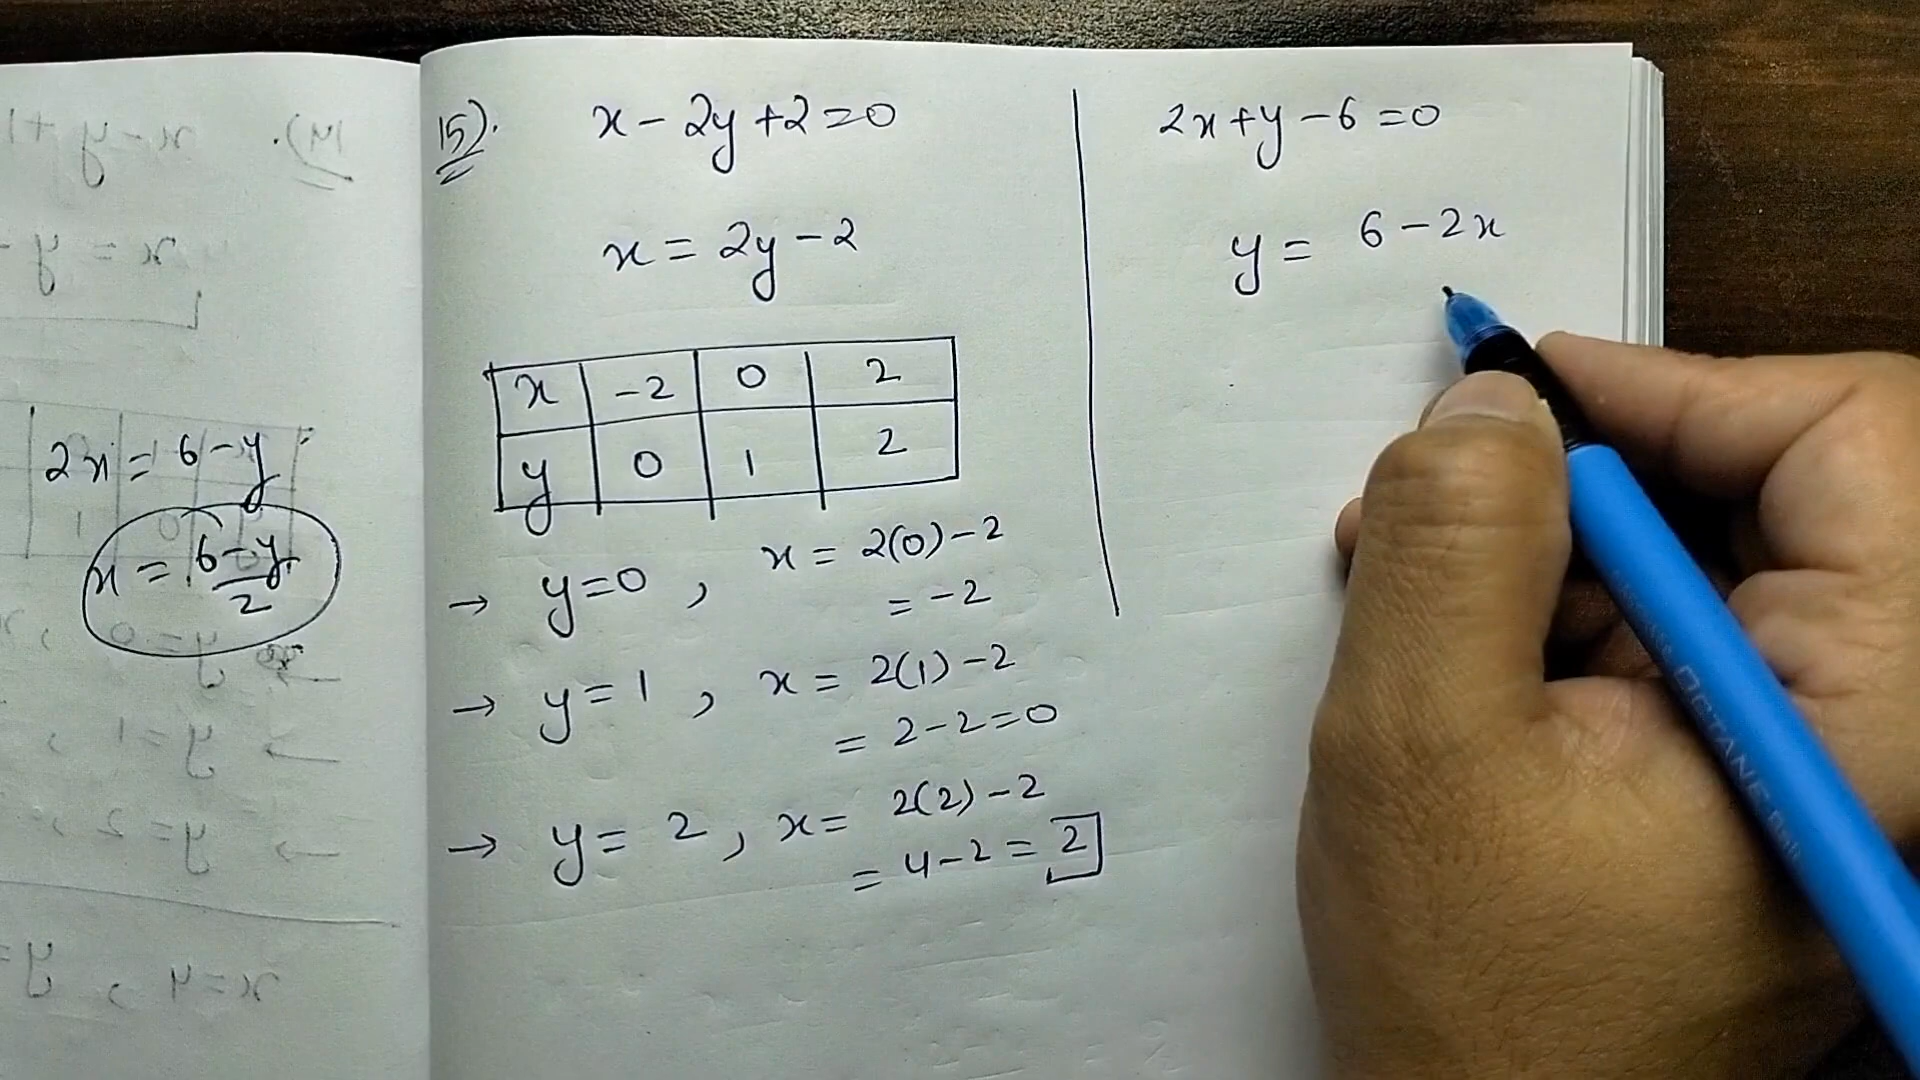 2x = 6 - y
x = (6 - y)/2
15).
x - 2y + 2 = 0
x = 2y - 2
x | -2 | 0 | 2
y | 0 | 1 | 2
→ y = 0 , x = 2(0) - 2
= -2
→ y = 1 , x = 2(1) - 2
= 2 - 2 = 0
→ y = 2 , x = 2(2) - 2
= 4 - 2 = 2
2x + y - 6 = 0
y = 6 - 2x
OCTANE